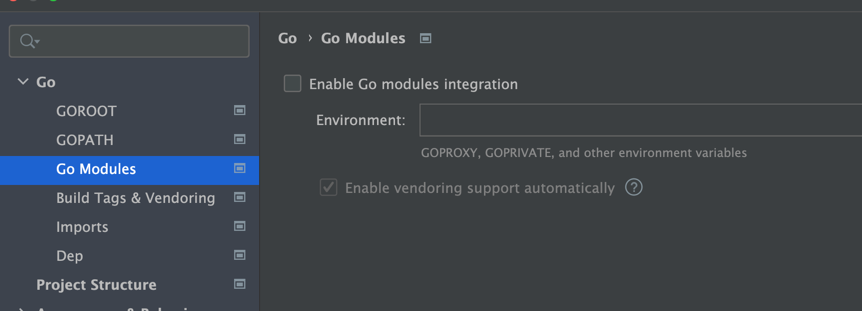 Go › Go Modules
Go
GOROOT
GOPATH
Go Modules
Build Tags & Vendoring
Imports
Dep
Project Structure
Enable Go modules integration
Environment:
GOPROXY, GOPRIVATE, and other environment variables
Enable vendoring support automatically ?